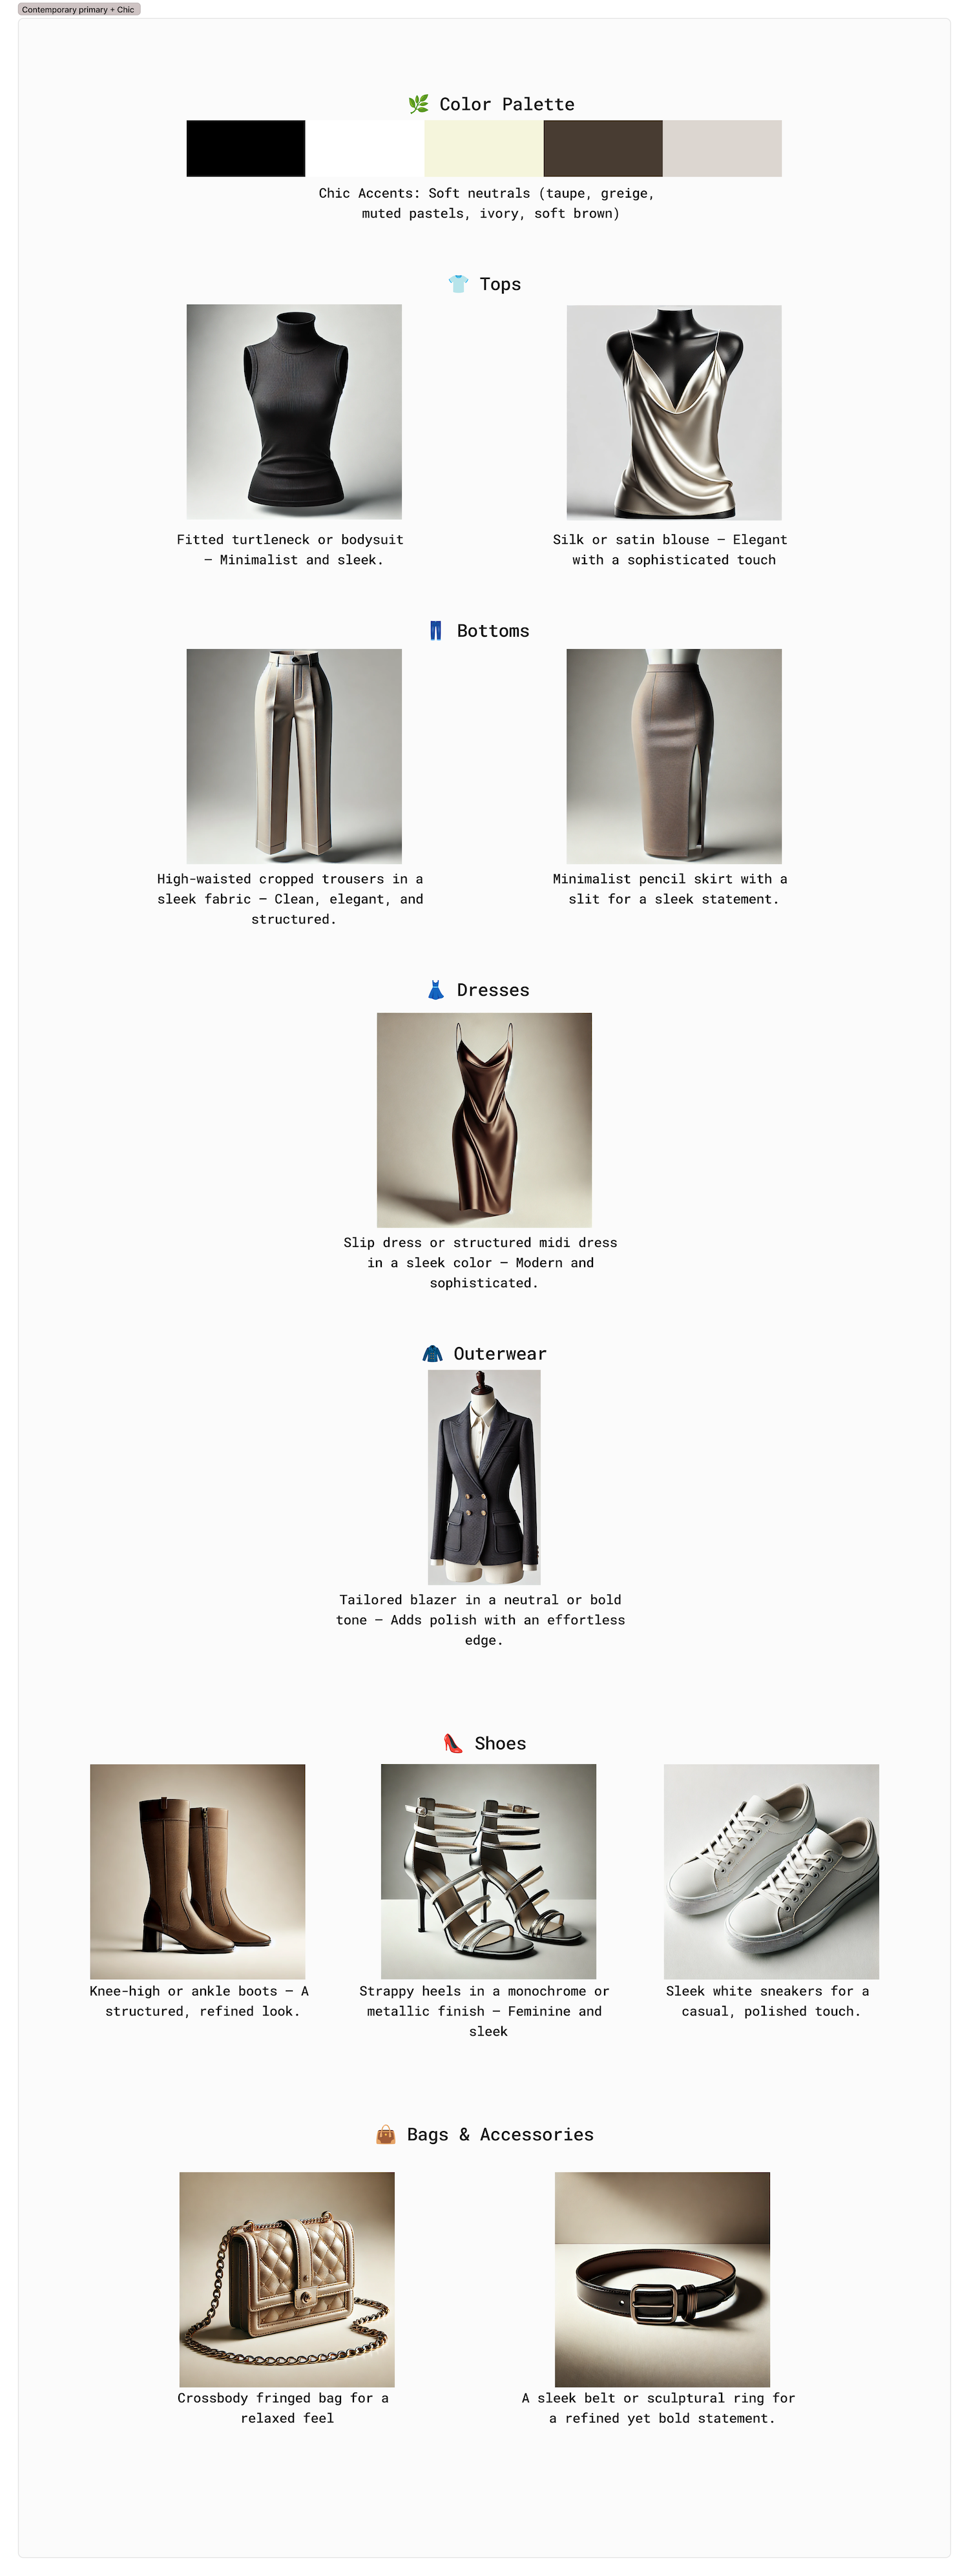 Contemporary primary + Chic
🌿 Color Palette
Chic Accents: Soft neutrals (taupe, greige,
muted pastels, ivory, soft brown)
👕 Tops
Fitted turtleneck or bodysuit
– Minimalist and sleek.
Silk or satin blouse – Elegant
with a sophisticated touch
👖 Bottoms
High-waisted cropped trousers in a
sleek fabric – Clean, elegant, and
structured.
Minimalist pencil skirt with a
slit for a sleek statement.
👗 Dresses
Slip dress or structured midi dress
in a sleek color – Modern and
sophisticated.
🧥 Outerwear
Tailored blazer in a neutral or bold
tone – Adds polish with an effortless
edge.
👠 Shoes
Knee-high or ankle boots – A
structured, refined look.
Strappy heels in a monochrome or
metallic finish – Feminine and
sleek
Sleek white sneakers for a
casual, polished touch.
👜 Bags & Accessories
Crossbody fringed bag for a
relaxed feel
A sleek belt or sculptural ring for
a refined yet bold statement.